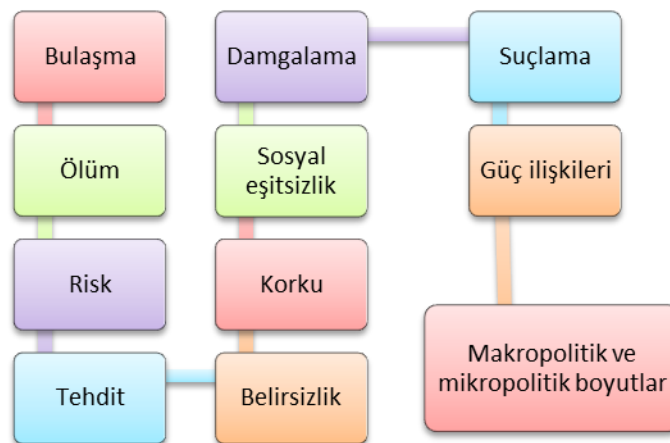 Bulaşma
Ölüm
Risk
Tehdit
Belirsizlik
Korku
Sosyal
eşitsizlik
Damgalama
Suçlama
Güç ilişkileri
Makropolitik ve
mikropolitik boyutlar